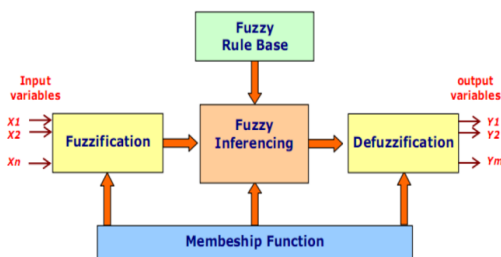 Fuzzy
Rule Base
Input
variables
output
variables
X1
X2
Xn
Fuzzification
Fuzzy
Inferencing
Defuzzification
Y1
Y2
Ym
Membeship Function